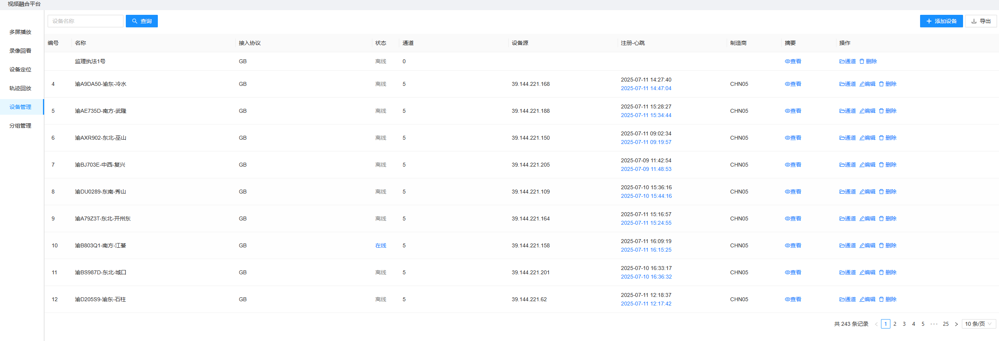 视频融合平台
多屏播放
录像回看
设备定位
轨迹回放
设备管理
分组管理
设备名称 查询 添加设备 导出
编号 名称 接入协议 状态 通道 设备源 注册-心跳 制造商 摘要 操作
监理执法1号 GB 离线 0 查看 通道 删除
4 渝A9DA50-渝东-冷水 GB 离线 5 39.144.221.168 2025-07-11 14:27:40 CHN05 查看 通道 编辑 删除
2025-07-11 14:47:04
5 渝AE735D-南方-武隆 GB 离线 5 39.144.221.188 2025-07-11 15:28:27 CHN05 查看 通道 编辑 删除
2025-07-11 15:34:44
6 渝AXR902-东北-巫山 GB 离线 5 39.144.221.150 2025-07-11 09:02:34 CHN05 查看 通道 编辑 删除
2025-07-11 09:19:57
7 渝BJ703E-中西-复兴 GB 离线 5 39.144.221.205 2025-07-09 11:42:54 CHN05 查看 通道 编辑 删除
2025-07-09 11:48:53
8 渝DU0289-东南-秀山 GB 离线 5 39.144.221.109 2025-07-10 15:36:16 CHN05 查看 通道 编辑 删除
2025-07-10 15:44:16
9 渝A79Z3T-东北-开州东 GB 离线 5 39.144.221.164 2025-07-11 15:16:57 CHN05 查看 通道 编辑 删除
2025-07-11 15:24:55
10 渝B803Q1-南方-江綦 GB 在线 5 39.144.221.158 2025-07-11 16:09:19 CHN05 查看 通道 编辑 删除
2025-07-11 16:15:25
11 渝BS987D-东北-城口 GB 离线 5 39.144.221.201 2025-07-10 16:33:17 CHN05 查看 通道 编辑 删除
2025-07-10 16:36:32
12 渝D205S9-渝东-石柱 GB 离线 5 39.144.221.62 2025-07-11 12:18:37 CHN05 查看 通道 编辑 删除
2025-07-11 12:17:42
共 243 条记录 < 1 2 3 4 5 ••• 25 > 10 条/页